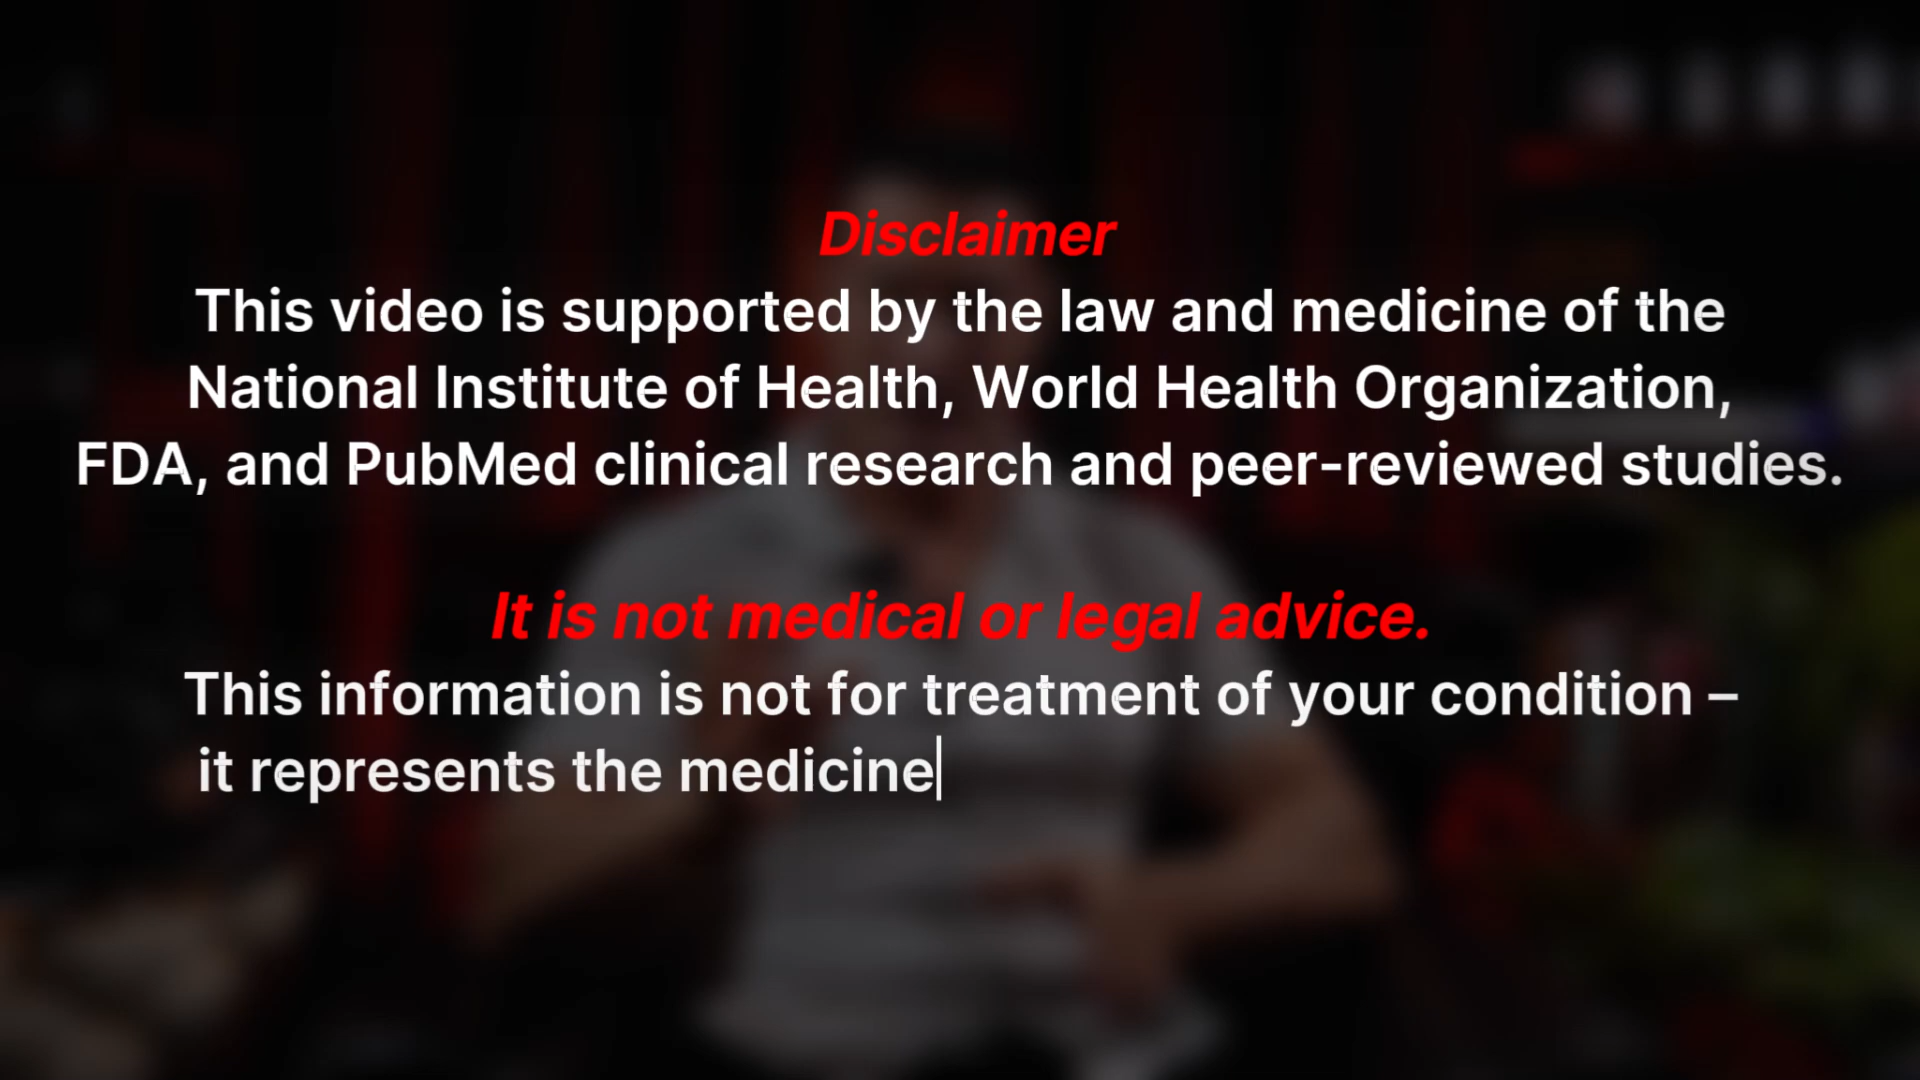 Disclaimer
This video is supported by the law and medicine of the
National Institute of Health, World Health Organization,
FDA, and PubMed clinical research and peer-reviewed studies.
It is not medical or legal advice.
This information is not for treatment of your condition –
it represents the medicine